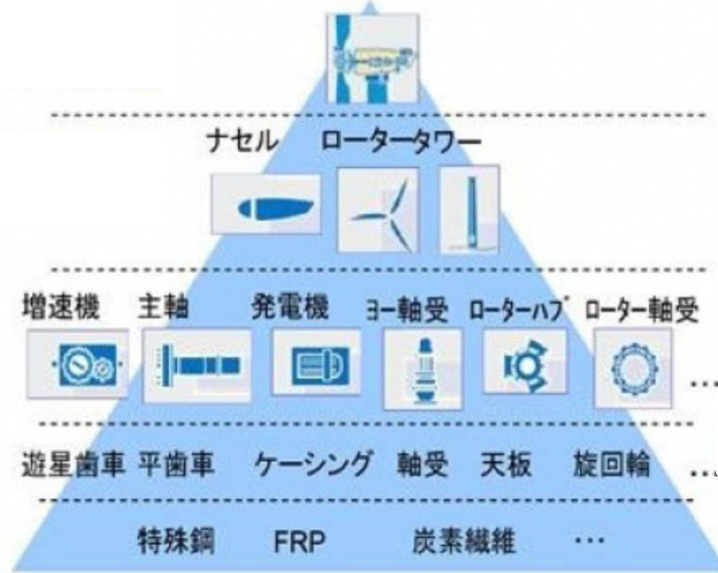 ナセル ロータータワー
増速機 主軸 発電機 ヨー軸受 ローターハブ ローター軸受
…
遊星歯車 平歯車 ケーシング 軸受 天板 旋回輪 …
特殊鋼 FRP 炭素繊維 …